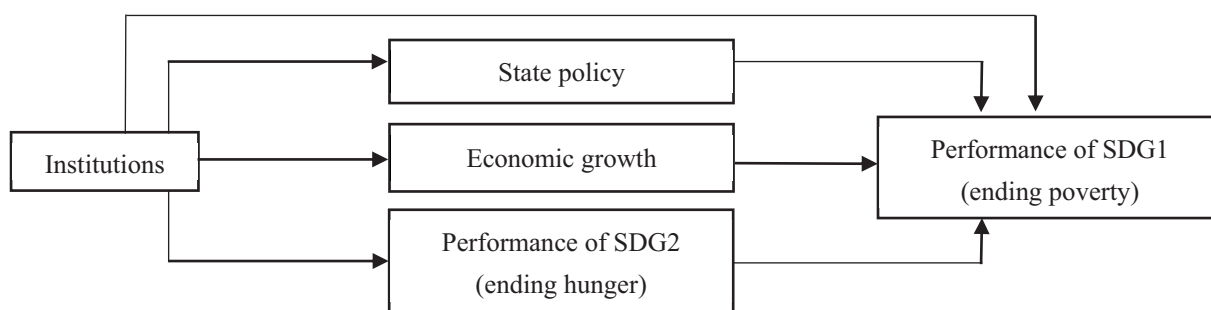 State policy
Institutions
Economic growth
Performance of SDG1
(ending poverty)
Performance of SDG2
(ending hunger)